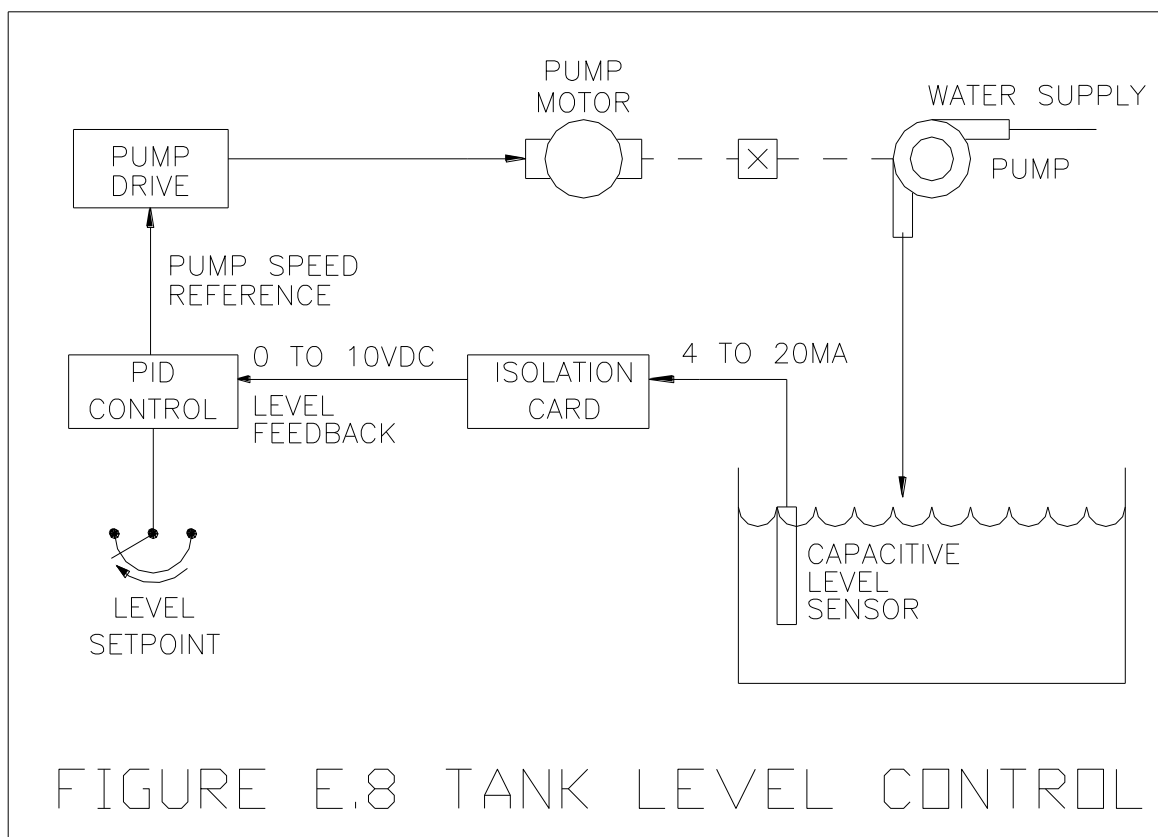 PUMP
MOTOR
WATER SUPPLY
PUMP
DRIVE
PUMP
PUMP SPEED
REFERENCE
PID
CONTROL
0 TO 10VDC
LEVEL
FEEDBACK
ISOLATION
CARD
4 TO 20MA
CAPACITIVE
LEVEL
SENSOR
LEVEL
SETPOINT
FIGURE E.8 TANK LEVEL CONTROL